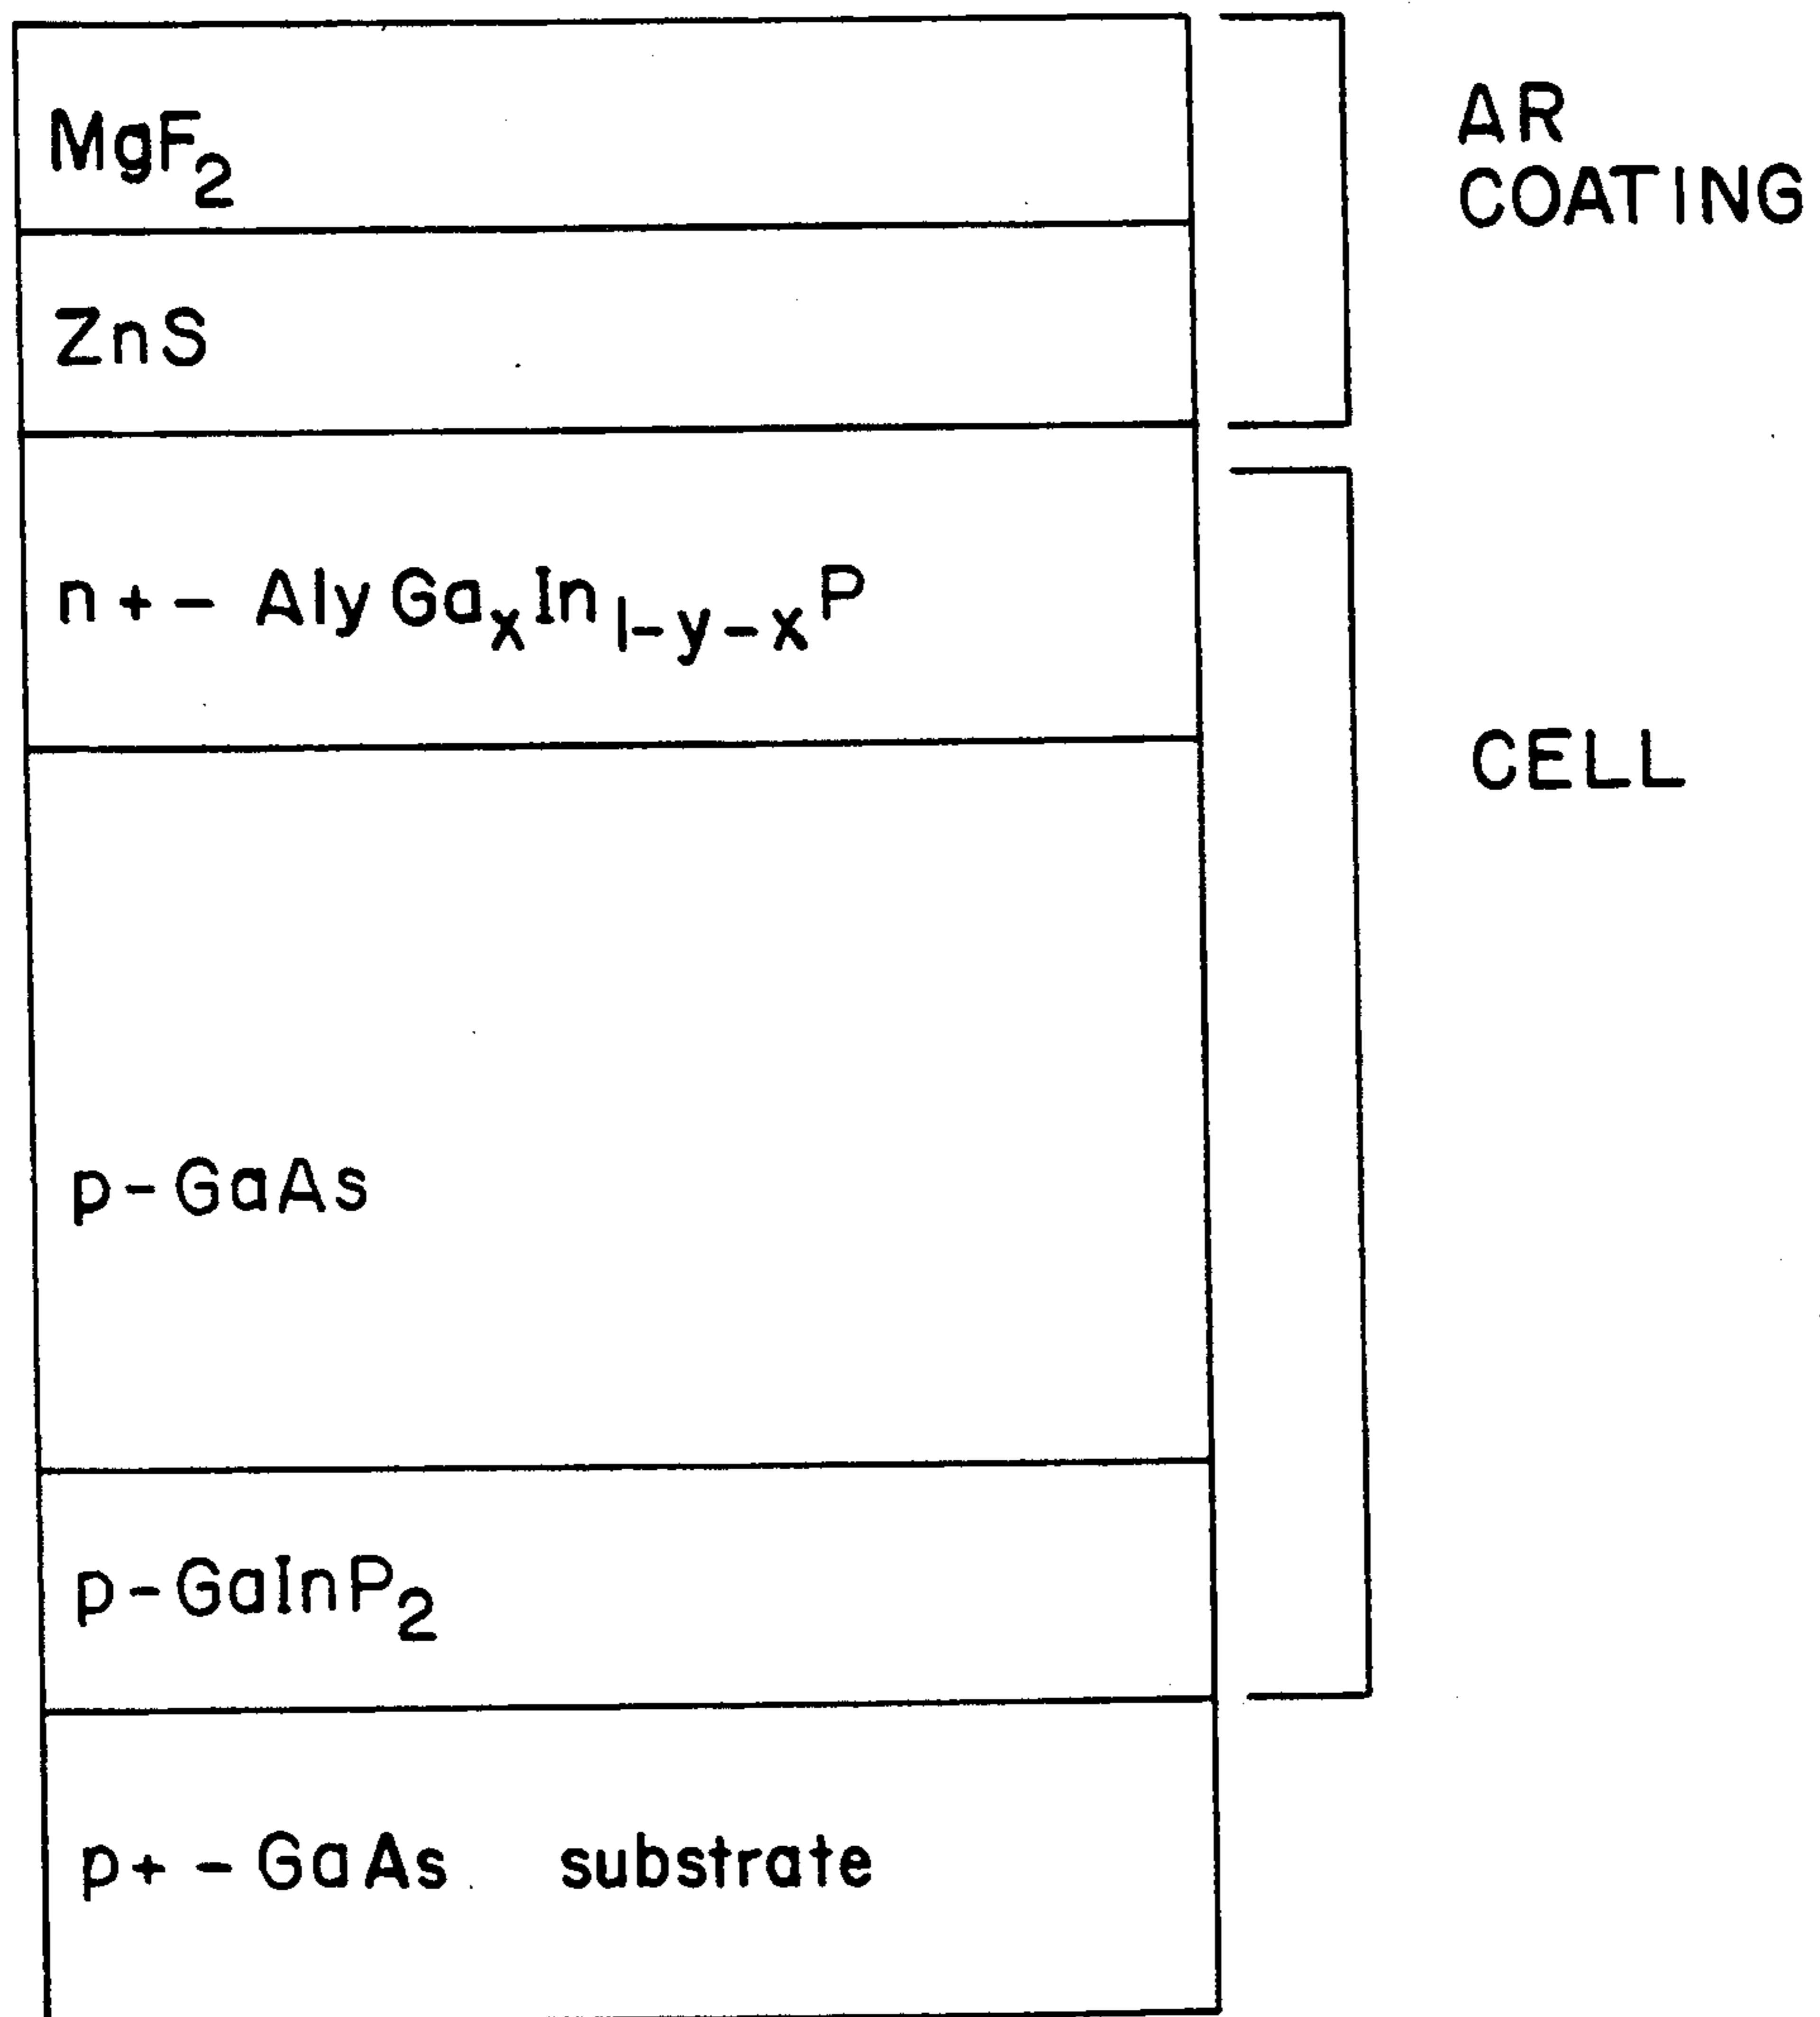 MgF₂
AR
COATING
ZnS
n+- AlyGaₓIn₁₋y₋ₓP
CELL
p-GaAs
p-GaInP₂
p+-GaAs substrate